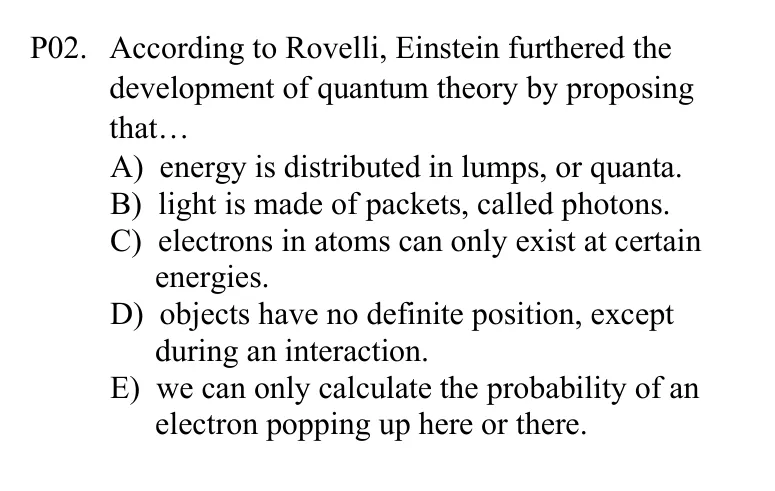 P02. According to Rovelli, Einstein furthered the
development of quantum theory by proposing
that…
A) energy is distributed in lumps, or quanta.
B) light is made of packets, called photons.
C) electrons in atoms can only exist at certain
energies.
D) objects have no definite position, except
during an interaction.
E) we can only calculate the probability of an
electron popping up here or there.